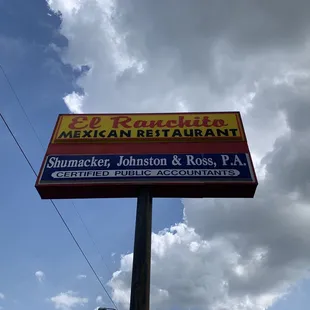 El Ranchito
MEXICAN RESTAURANT
Shumacker, Johnston & Ross, P.A.
CERTIFIED PUBLIC ACCOUNTANTS